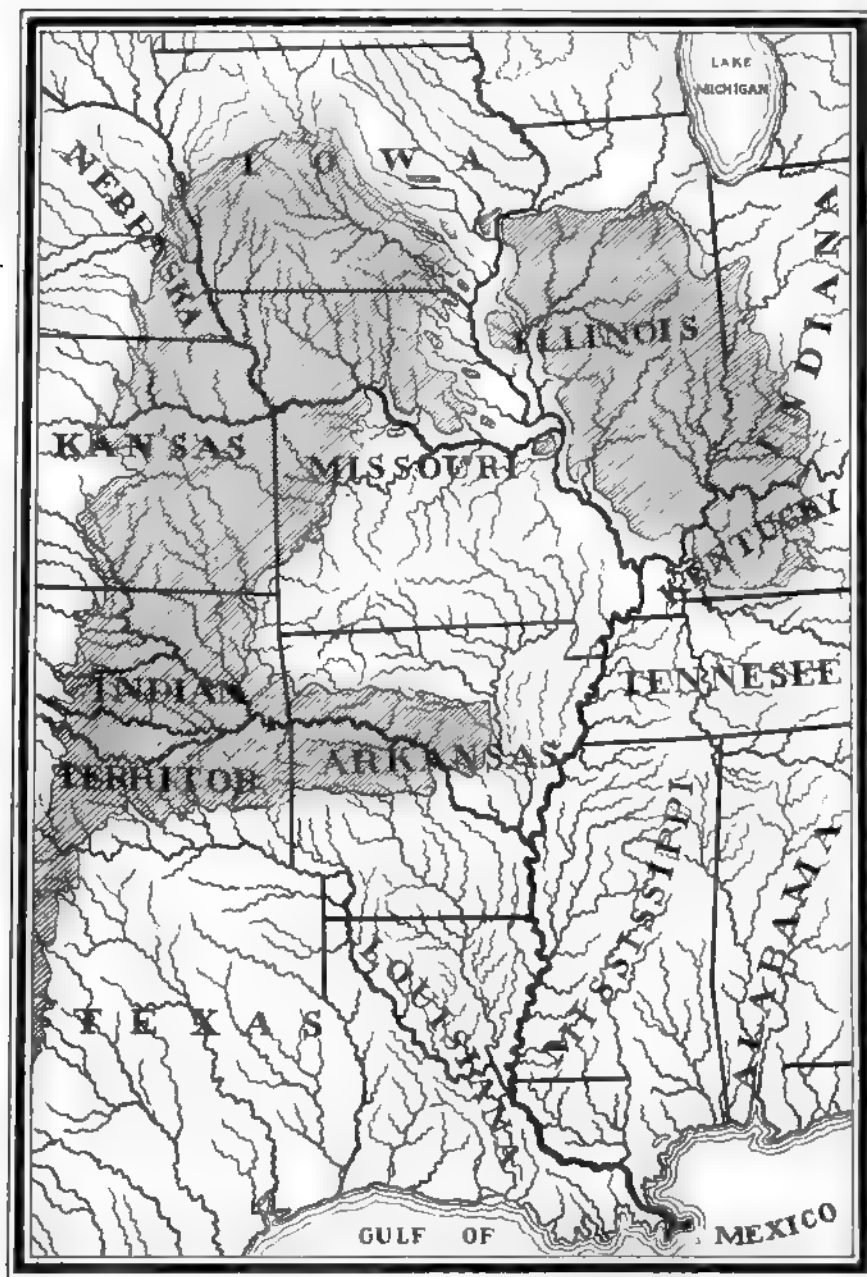 LAKE
MICHIGAN
IOWA
NEBRASKA
ILLINOIS
INDIANA
KANSAS
MISSOURI
KENTUCKY
INDIAN
TENNESEE
TERRITOR
ARKANSAS
MISSISSIPPI
ALABAMA
LOUISIANA
TEXAS
GULF OF
MEXICO